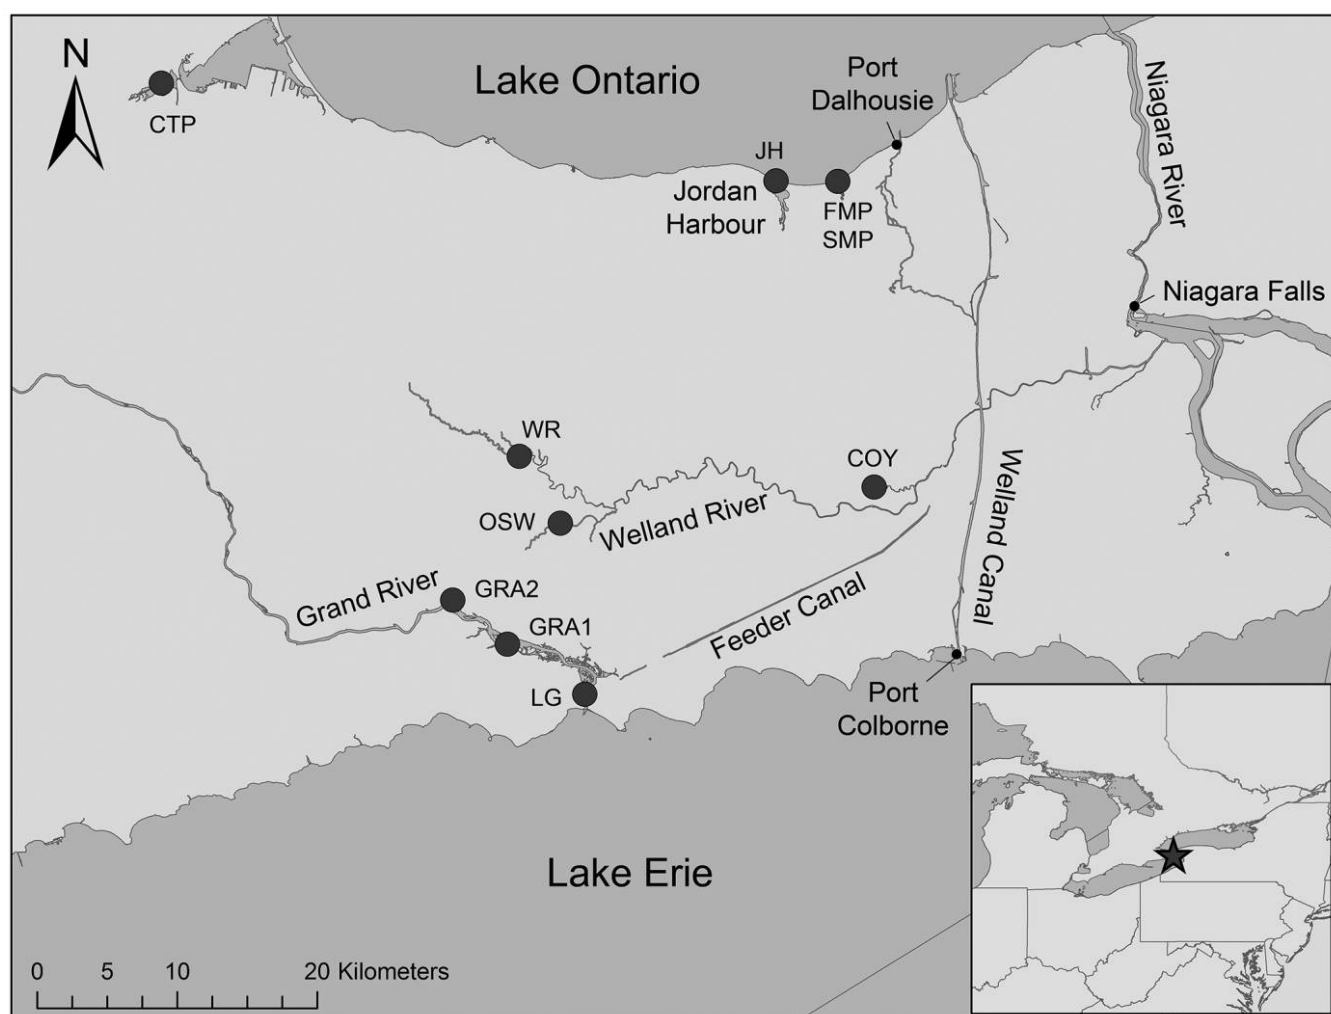 N
Lake Ontario
Port
Dalhousie
Niagara River
CTP
JH
Jordan
Harbour
FMP
SMP
Niagara Falls
WR
COY
OSW
Welland River
Welland Canal
Grand River
GRA2
GRA1
Feeder Canal
LG
Port
Colborne
Lake Erie
0 5 10 20 Kilometers